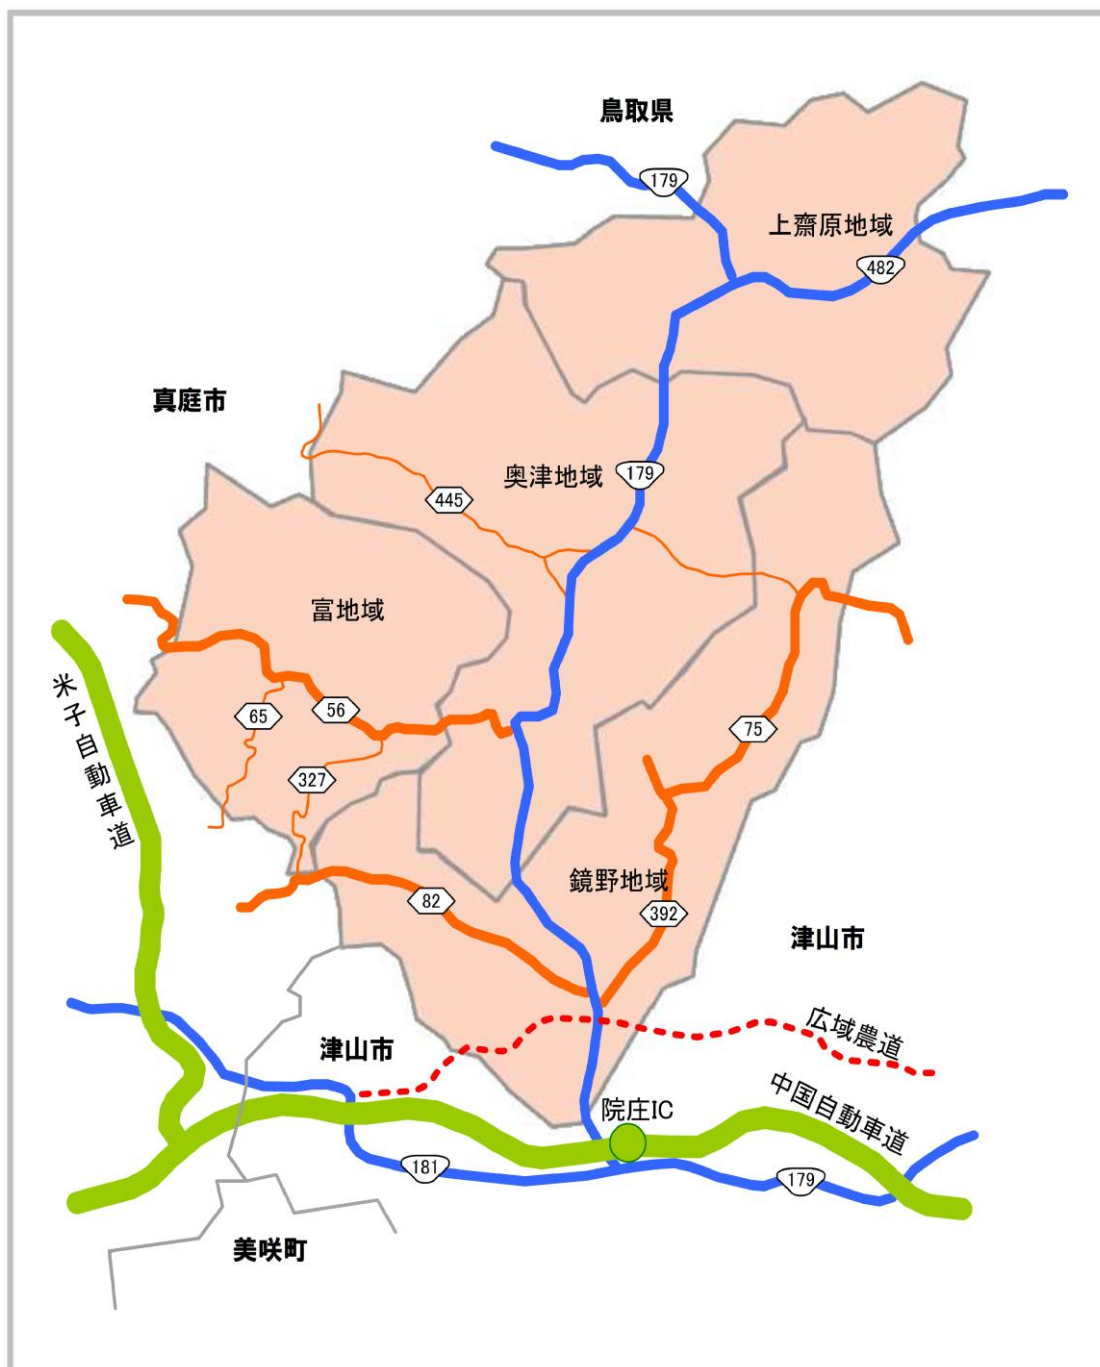 鳥取県
179
上齋原地域
482
真庭市
奥津地域
179
445
富地域
65
56
75
米子自動車道
327
鏡野地域
82
392
津山市
広域農道
津山市
中国自動車道
院庄IC
181
179
美咲町